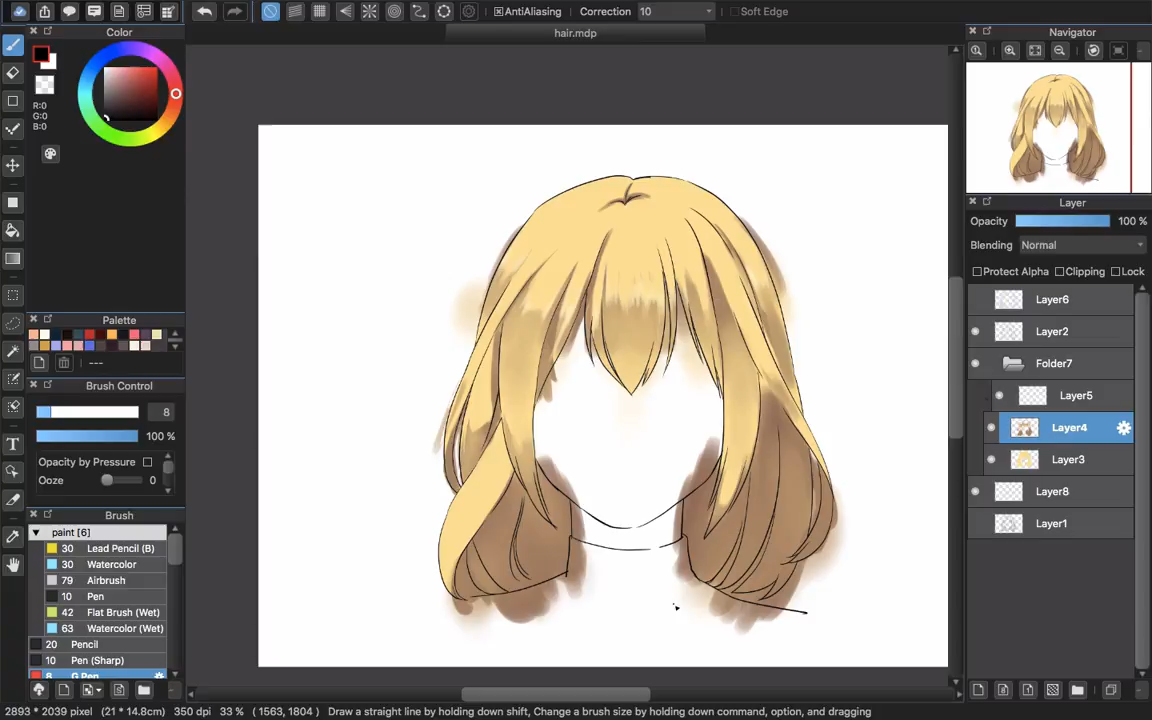 AntiAliasing Correction 10 Soft Edge
hair.mdp
Color
R:0
G:0
B:0
Palette
---
Brush Control
8
100 %
Opacity by Pressure
Ooze 0
Brush
paint [6]
30 Lead Pencil (B)
30 Watercolor
79 Airbrush
10 Pen
42 Flat Brush (Wet)
63 Watercolor (Wet)
20 Pencil
10 Pen (Sharp)
8 G Pen
Navigator
Layer
Opacity 100 %
Blending Normal
Protect Alpha Clipping Lock
Layer6
Layer2
Folder7
Layer5
Layer4
Layer3
Layer8
Layer1
2893 * 2039 pixel (21 * 14.8cm) 350 dpi 33 % ( 1563, 1804 ) Draw a straight line by holding down shift, Change a brush size by holding down command, option, and dragging